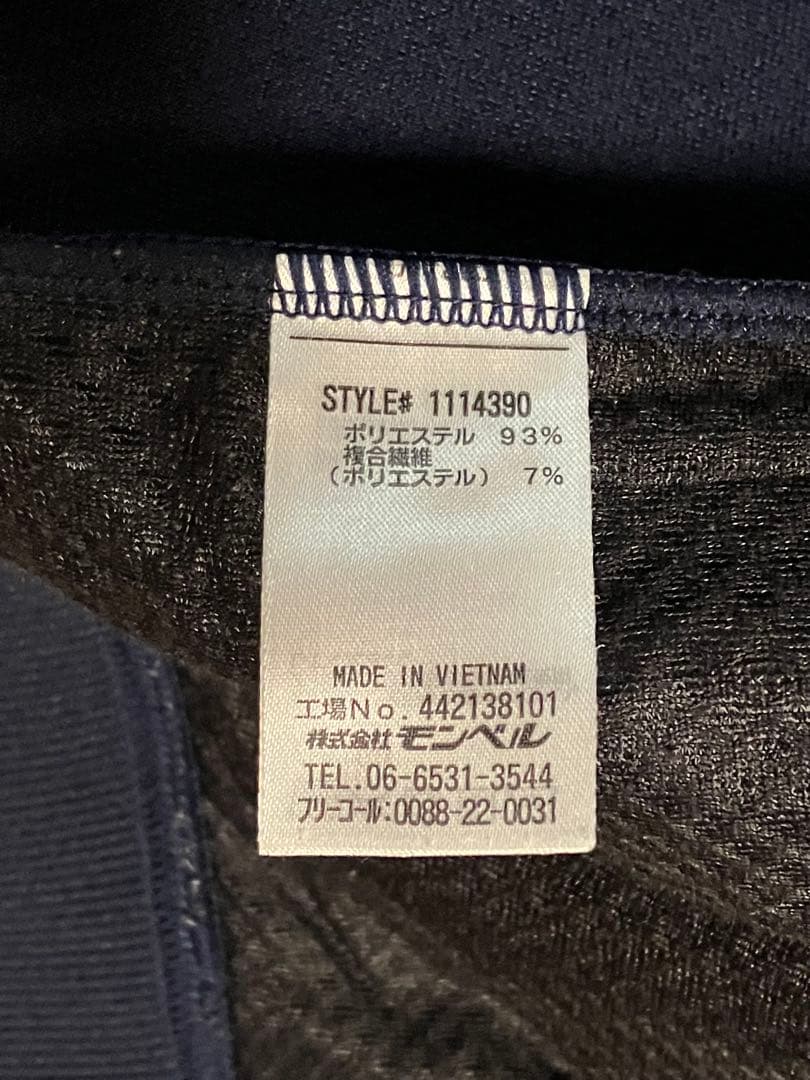 STYLE# 1114390
ポリエステル 93%
複合繊維
(ポリエステル) 7%
MADE IN VIETNAM
工場No. 442138101
株式会社モンベル
TEL.06-6531-3544
フリーコール:0088-22-0031